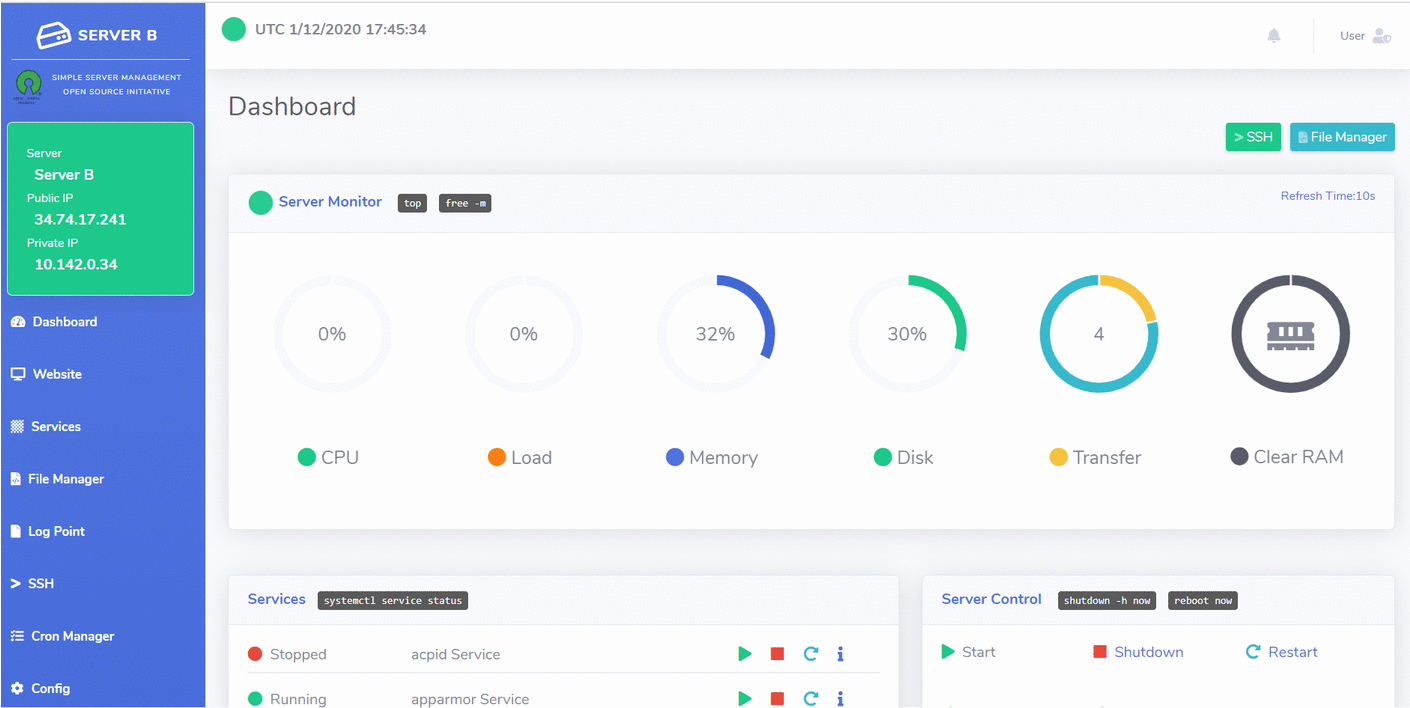 SERVER B
SIMPLE SERVER MANAGEMENT
OPEN SOURCE INITIATIVE
Server
Server B
Public IP
34.74.17.241
Private IP
10.142.0.34
Dashboard
Website
Services
File Manager
Log Point
SSH
Cron Manager
Config
UTC 1/12/2020 17:45:34
User
Dashboard
SSH File Manager
Server Monitor top free -m Refresh Time:10s
0% 0% 32% 30% 4
CPU Load Memory Disk Transfer Clear RAM
Services systemctl service status
Stopped acpid Service
Running apparmor Service
Server Control shutdown -h now reboot now
Start Shutdown Restart